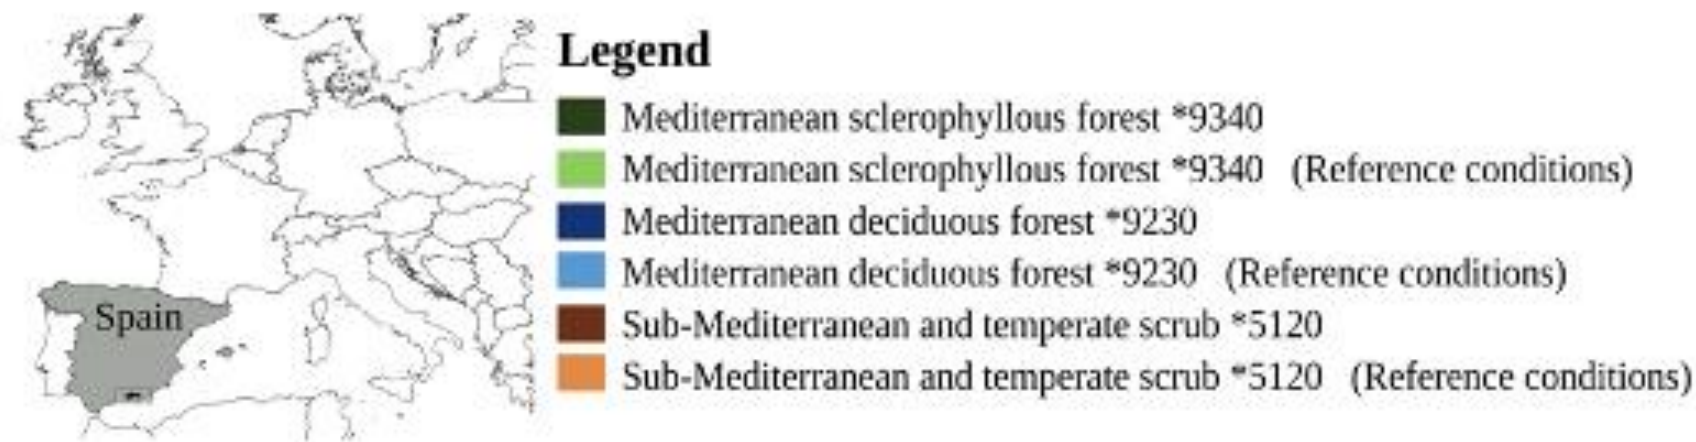 Legend
Mediterranean sclerophyllous forest *9340
Mediterranean sclerophyllous forest *9340 (Reference conditions)
Mediterranean deciduous forest *9230
Mediterranean deciduous forest *9230 (Reference conditions)
Sub-Mediterranean and temperate scrub *5120
Sub-Mediterranean and temperate scrub *5120 (Reference conditions)
Spain